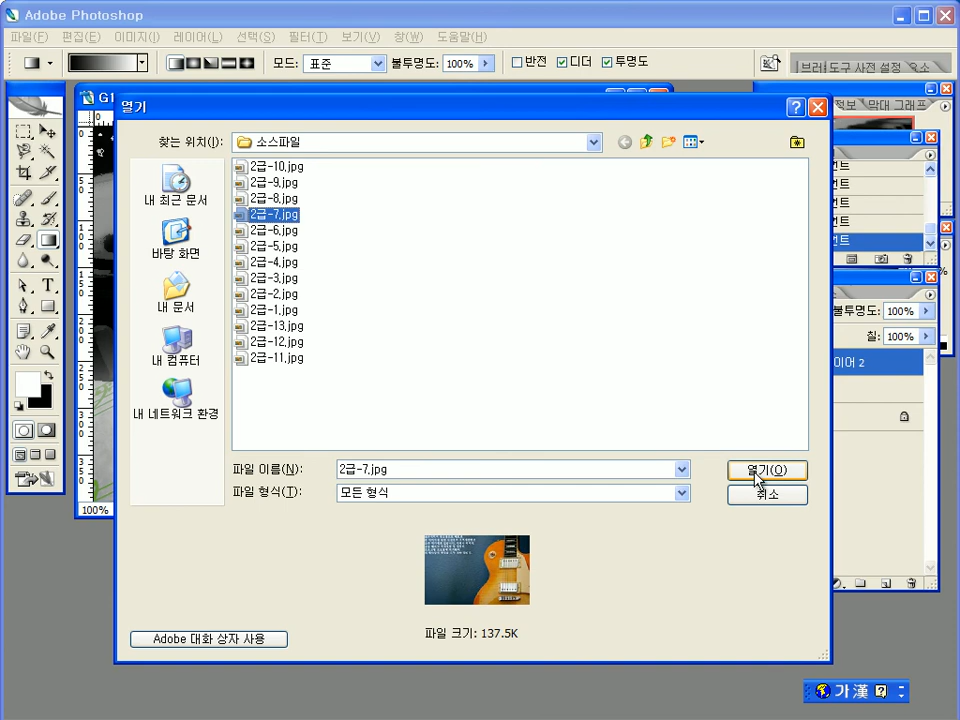 Adobe Photoshop
파일(F) 편집(E) 이미지(I) 레이어(L) 선택(S) 필터(T) 보기(V) 창(W) 도움말(H)
모드: 표준 불투명도: 100% 반전 디더 투명도
브러 도구 사전 설정 요소
열기
정보 막대 그래프
찾는 위치(I): 소스파일
2급-10.jpg
2급-9.jpg
2급-8.jpg
2급-7.jpg
2급-6.jpg
2급-5.jpg
2급-4.jpg
2급-3.jpg
2급-2.jpg
2급-1.jpg
2급-13.jpg
2급-12.jpg
2급-11.jpg
내 최근 문서
바탕 화면
내 문서
내 컴퓨터
내 네트워크 환경
불투명도: 100%
칠: 100%
이어 2
파일 이름(N): 2급-7.jpg 열기(O)
파일 형식(T): 모든 형식 취소
100%
파일 크기: 137.5K
Adobe 대화 상자 사용
가 漢